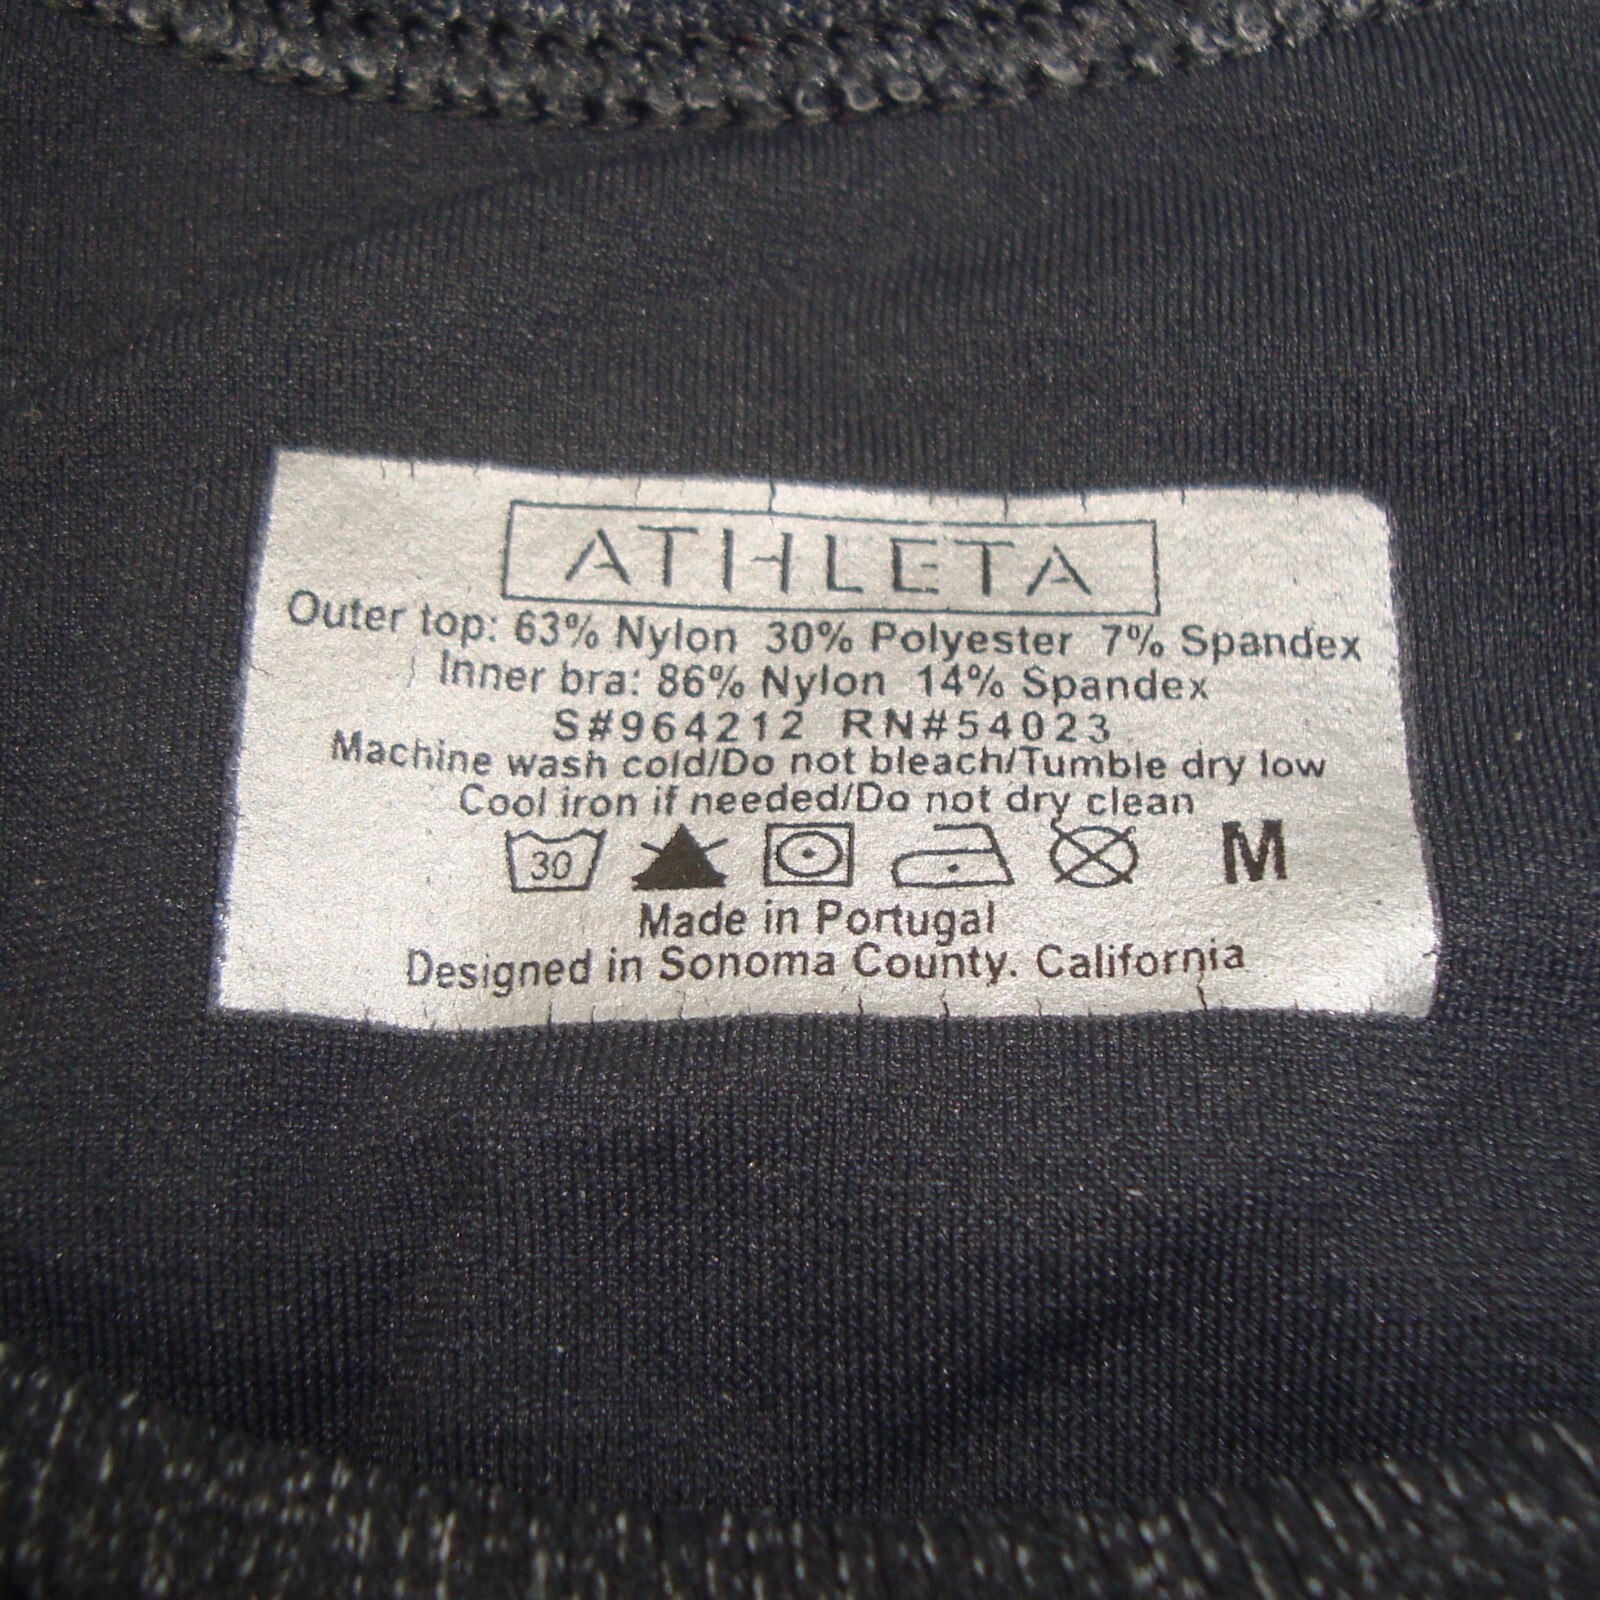 ATHLETA
Outer top: 63% Nylon 30% Polyester 7% Spandex
Inner bra: 86% Nylon 14% Spandex
S#964212 RN#54023
Machine wash cold/Do not bleach/Tumble dry low
Cool iron if needed/Do not dry clean
30 M
Made in Portugal
Designed in Sonoma County. California